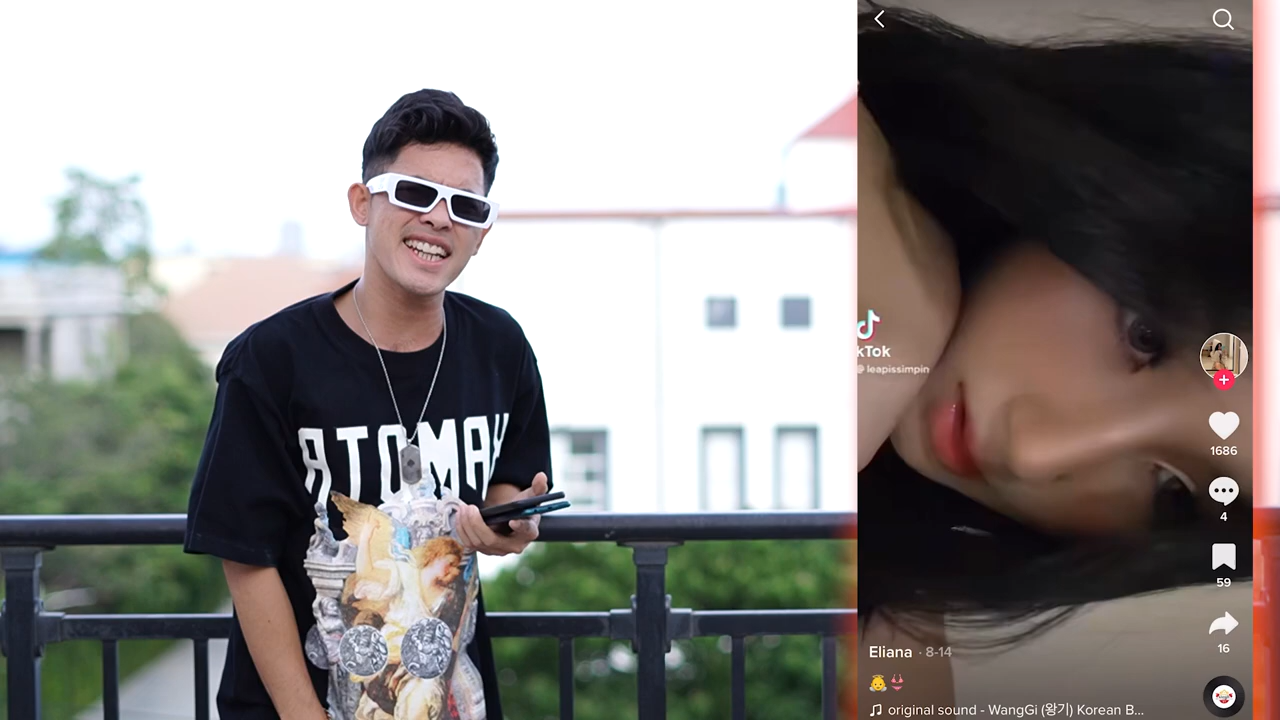 ATOMAH
kTok
@ leapissimpin
1686
4
59
16
Eliana · 8-14
original sound - WangGi (왕기) Korean B...